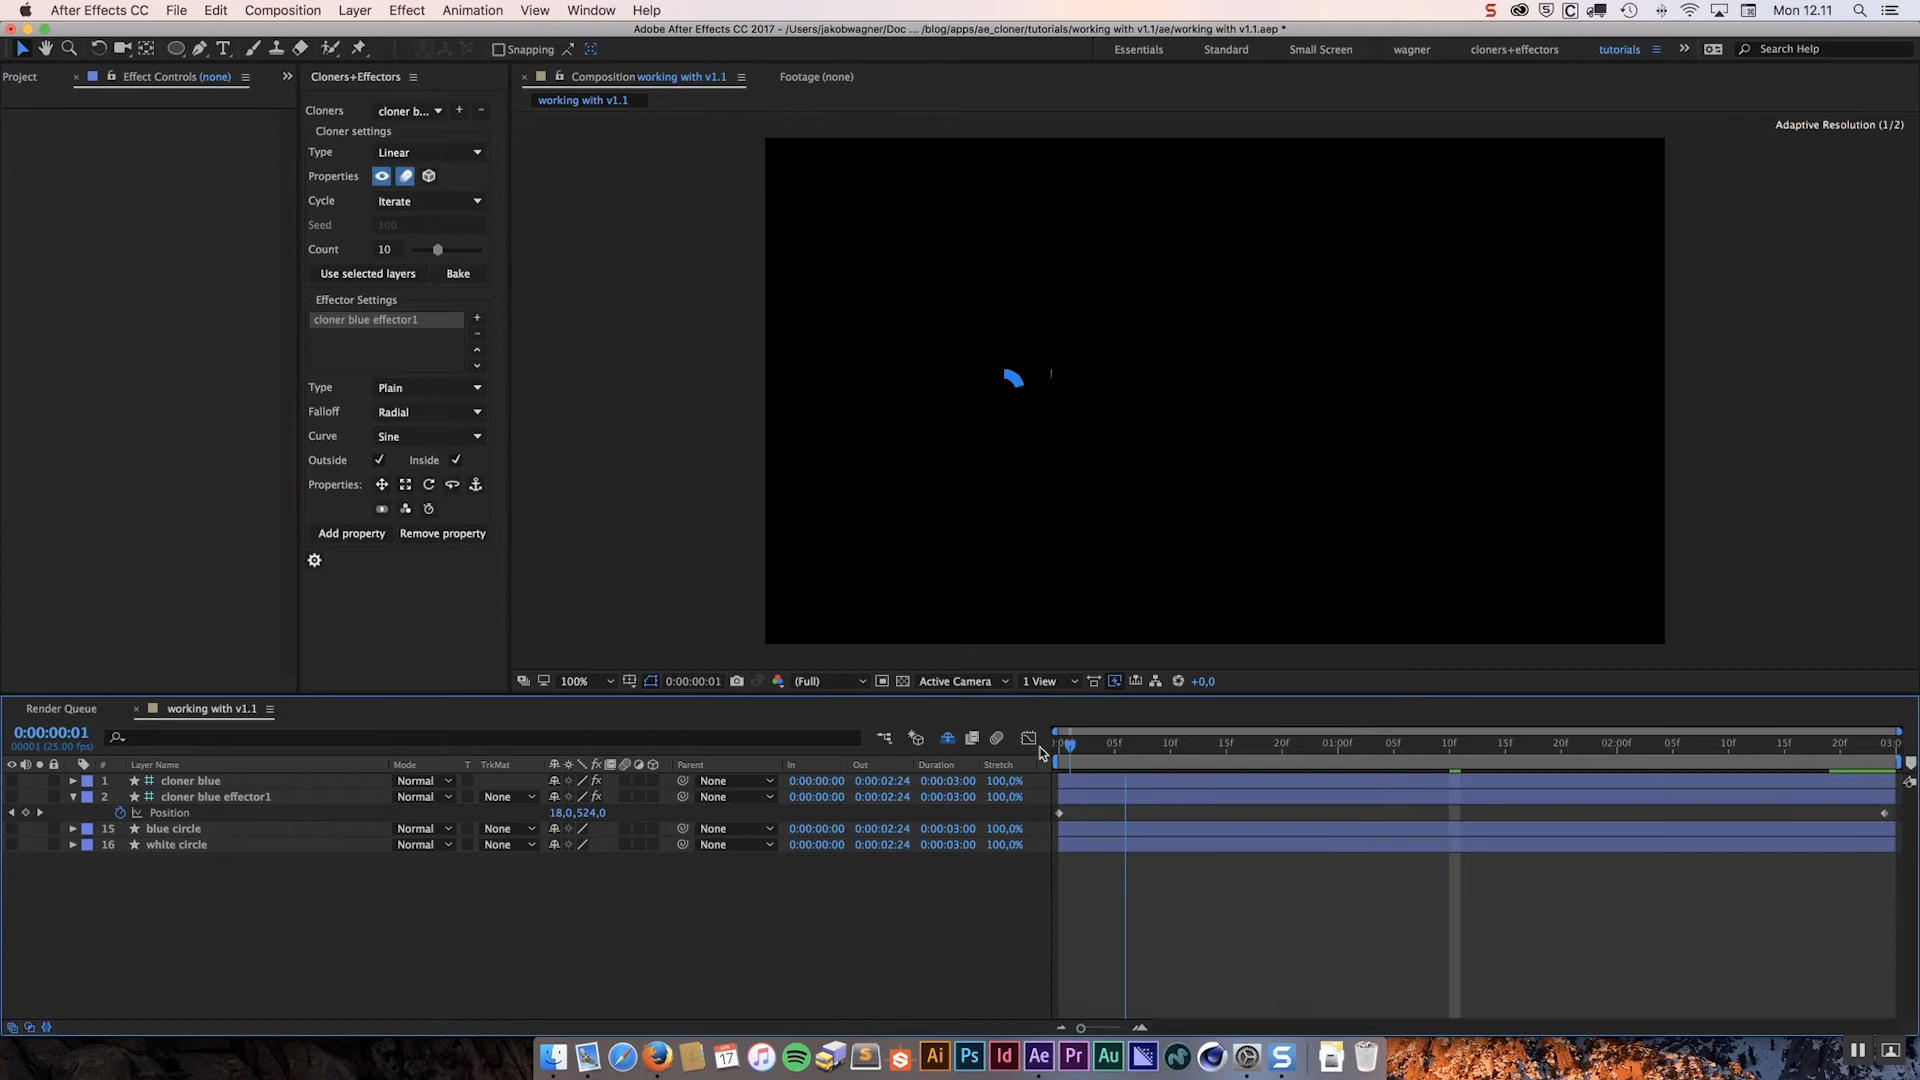 After Effects CC File Edit Composition Layer Effect Animation View Window Help Mon 12.11
Adobe After Effects CC 2017 - /Users/jakobwagner/Doc ... /blog/apps/ae_cloner/tutorials/working with v1.1/ae/working with v1.1.aep *
Snapping Essentials Standard Small Screen wagner cloners+effectors tutorials Search Help
Project Effect Controls (none) Cloners+Effectors Composition working with v1.1 Footage (none)
working with v1.1
Cloners cloner b... + -
Adaptive Resolution (1/2)
Cloner settings
Type Linear
Properties
Cycle Iterate
Seed 100
Count 10
Use selected layers Bake
Effector Settings
cloner blue effector1
Type Plain
Falloff Radial
Curve Sine
Outside Inside
Properties:
Add property Remove property
100% 0:00:00:01 (Full) Active Camera 1 View +0,0
Render Queue working with v1.1
0:00:00:01
00001 (25.00 fps)
05f 10f 15f 20f 01:00f 05f 10f 15f 20f 02:00f 05f 10f 15f 20f 03:0
# Layer Name Mode T TrkMat Parent In Out Duration Stretch
1 cloner blue Normal None 0:00:00:00 0:00:02:24 0:00:03:00 100,0%
2 cloner blue effector1 Normal None None 0:00:00:00 0:00:02:24 0:00:03:00 100,0%
Position 18,0,524,0
15 blue circle Normal None None 0:00:00:00 0:00:02:24 0:00:03:00 100,0%
16 white circle Normal None None 0:00:00:00 0:00:02:24 0:00:03:00 100,0%
17 Ai Ps Id Ae Pr Au